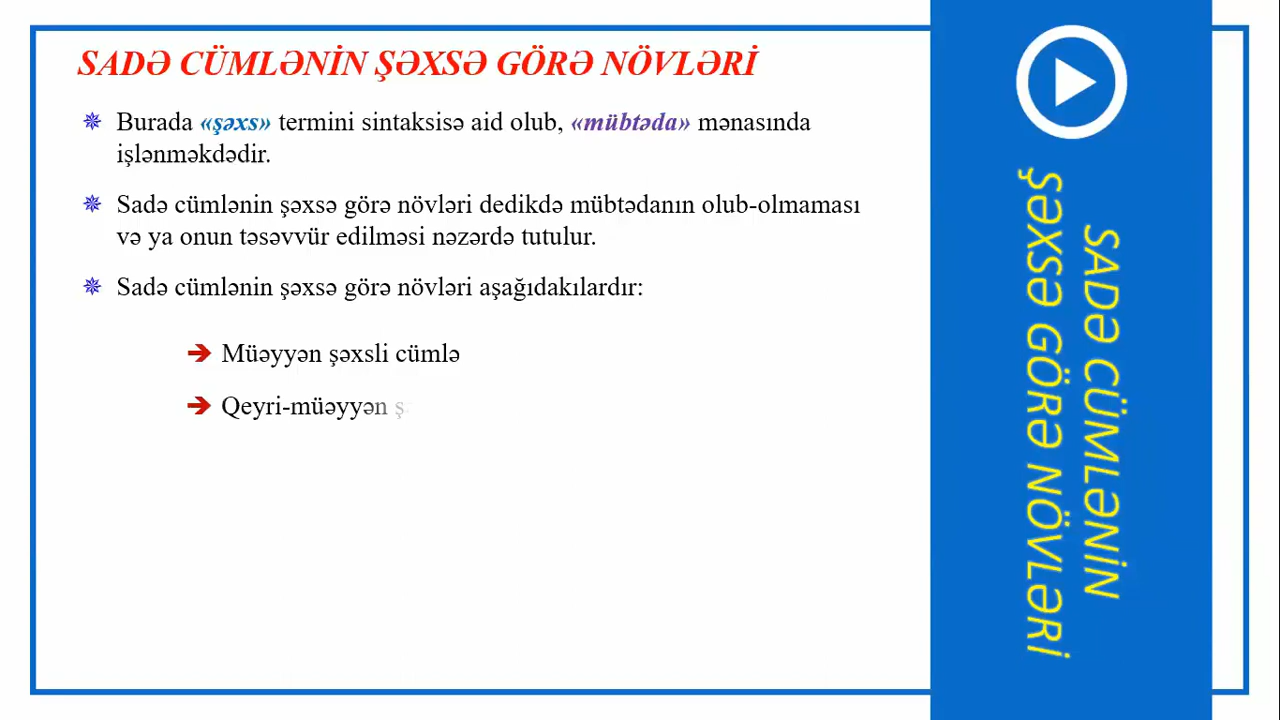 SADƏ CÜMLƏNİN ŞƏXSƏ GÖRƏ NÖVLƏRİ
Burada «şəxs» termini sintaksisə aid olub, «mübtəda» mənasında
işlənməkdədir.
Sadə cümlənin şəxsə görə növləri dedikdə mübtədanın olub-olmaması
və ya onun təsəvvür edilməsi nəzərdə tutulur.
Sadə cümlənin şəxsə görə növləri aşağıdakılardır:
Müəyyən şəxsli cümlə
Qeyri-müəyyən
SADƏ CÜMLƏNİN
ŞƏXSƏ GÖRƏ NÖVLƏRİ